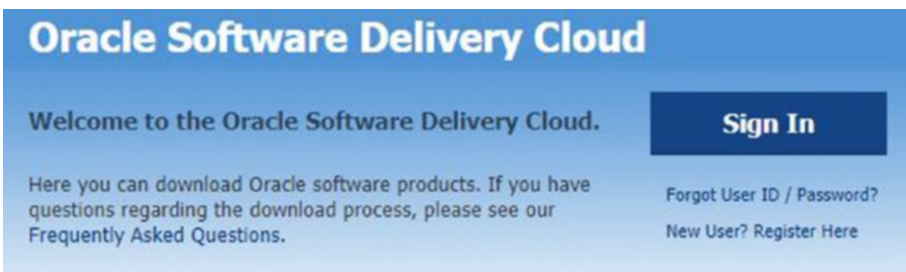 Oracle Software Delivery Cloud
Welcome to the Oracle Software Delivery Cloud.
Sign In
Here you can download Oracle software products. If you have
questions regarding the download process, please see our
Frequently Asked Questions.
Forgot User ID / Password?
New User? Register Here